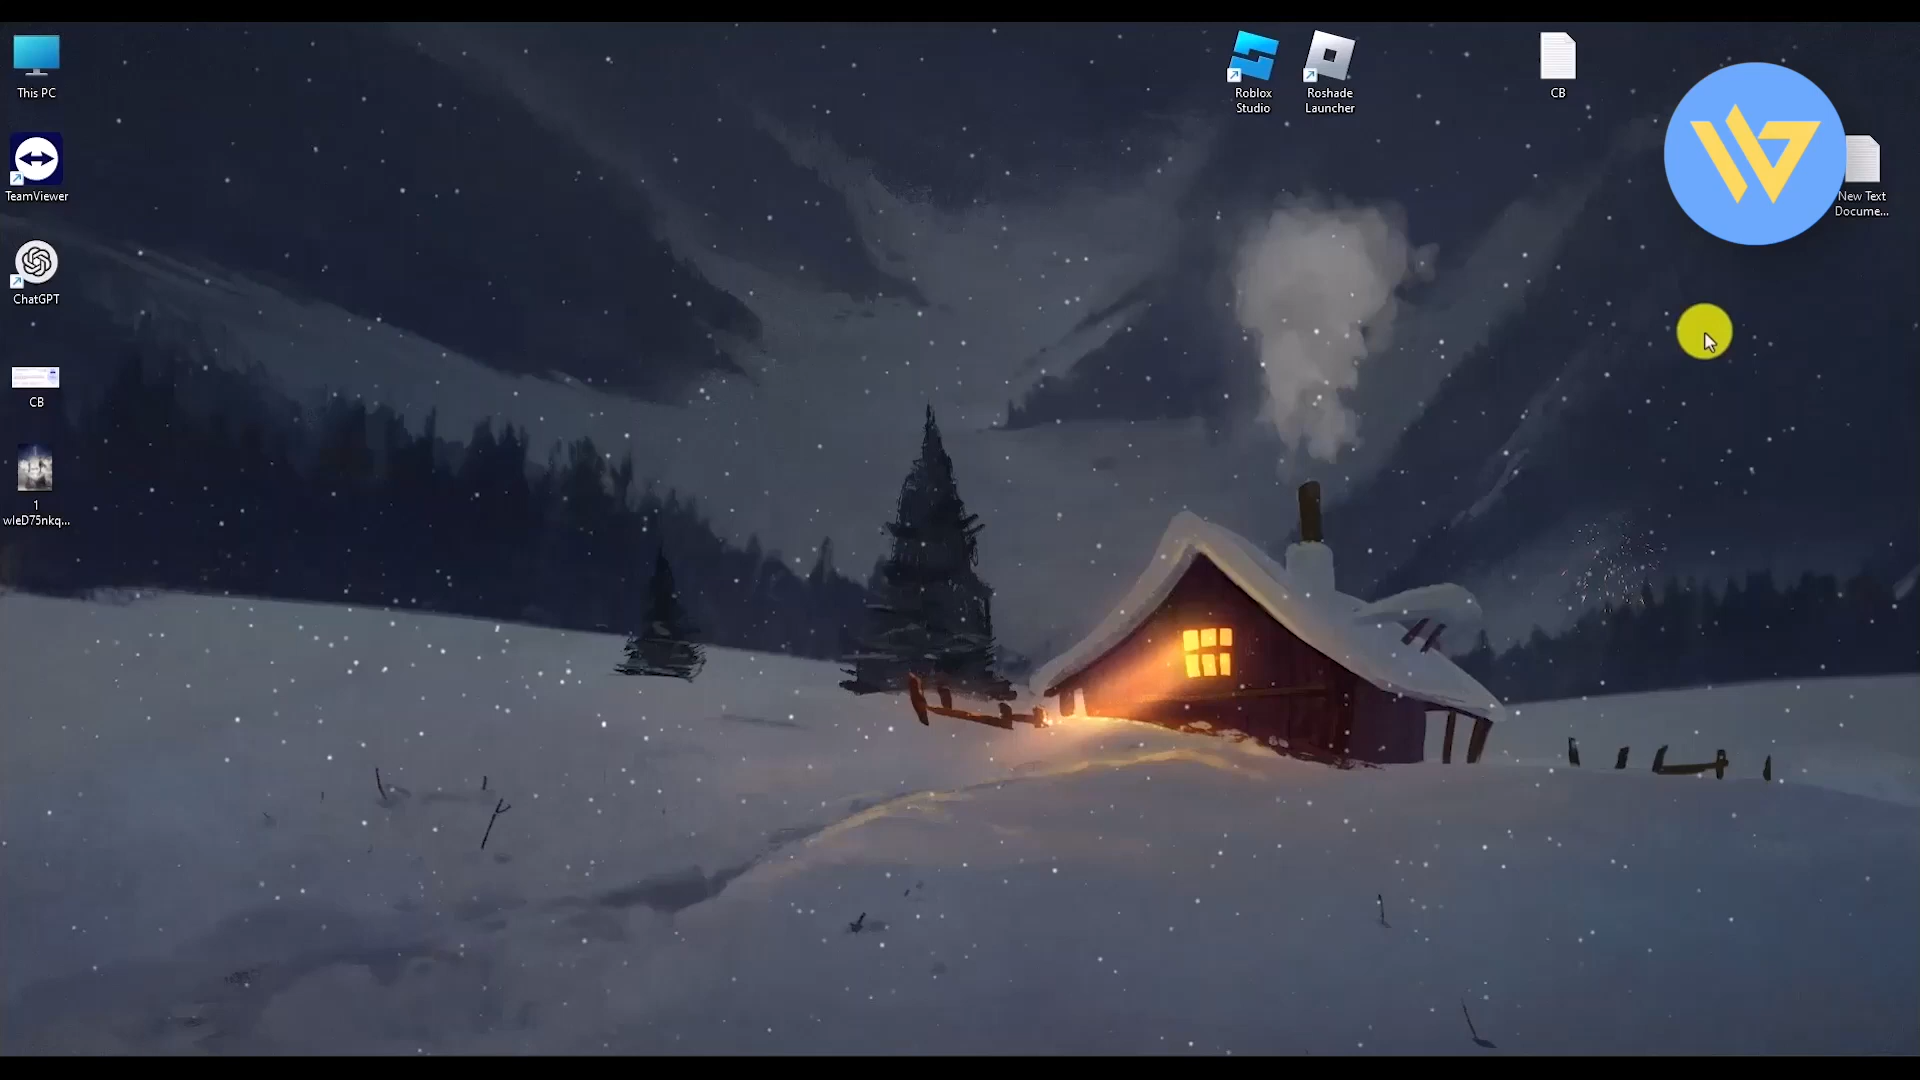 This PC
TeamViewer
ChatGPT
CB
1
wleD75nkq...
Roblox
Studio
Roshade
Launcher
CB
New Text
Docume...